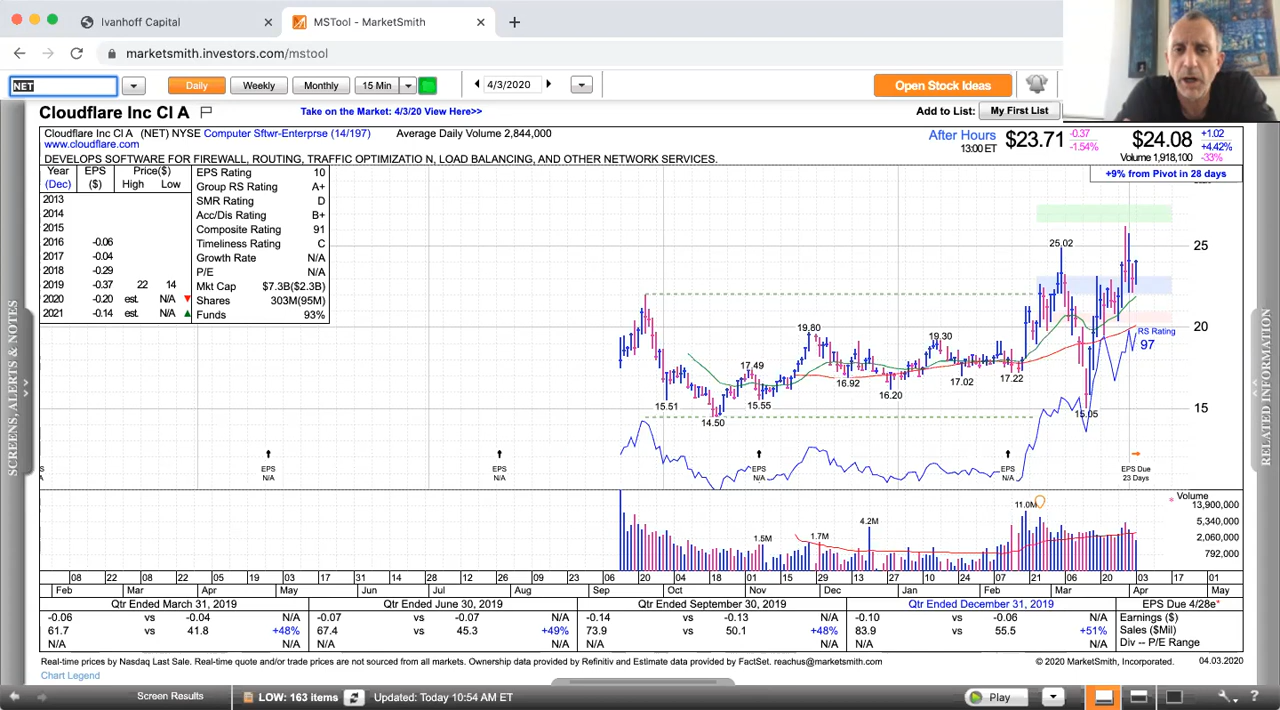 Ivanhoff Capital
MSTool - MarketSmith
marketsmith.investors.com/mstool
NET Daily Weekly Monthly 15 Min 4/3/2020 Open Stock Ideas
Cloudflare Inc Cl A Take on the Market: 4/3/20 View Here>> Add to List: My First List
Cloudflare Inc Cl A (NET) NYSE Computer Sftwr-Enterprse (14/197) Average Daily Volume 2,844,000
www.cloudflare.com
DEVELOPS SOFTWARE FOR FIREWALL, ROUTING, TRAFFIC OPTIMIZATIO N, LOAD BALANCING, AND OTHER NETWORK SERVICES.
After Hours
13:00 ET
$23.71 -0.37
-1.54%
$24.08 +1.02
+4.42%
Volume 1,918,100 -33%
+9% from Pivot in 28 days
Year EPS Price($)
(Dec) ($) High Low
2013
2014
2015
2016 -0.06
2017 -0.04
2018 -0.29
2019 -0.37 22 14
2020 -0.20 est. N/A ▼
2021 -0.14 est. N/A ▲
EPS Rating 10
Group RS Rating A+
SMR Rating D
Acc/Dis Rating B+
Composite Rating 91
Timeliness Rating C
Growth Rate N/A
P/E N/A
Mkt Cap $7.3B($2.3B)
Shares 303M(95M)
Funds 93%
25.02
25
19.80
20
19.30
RS Rating
97
17.49
16.92
16.20
17.02
17.22
15.51
15.55
14.50
15.05
15
EPS
N/A
EPS
N/A
EPS
N/A
EPS
N/A
EPS Due
23 Days
Volume
13,900,000
5,340,000
2,060,000
792,000
1.5M
1.7M
4.2M
11.0M
08 22 08 22 05 19 03 17 31 14 28 12 26 09 23 06 20 04 18 01 15 29 13 27 10 24 07 21 06 20 03 17 01
Feb Mar Apr May Jun Jul Aug Sep Oct Nov Dec Jan Feb Mar Apr May
Qtr Ended March 31, 2019 Qtr Ended June 30, 2019 Qtr Ended September 30, 2019 Qtr Ended December 31, 2019 EPS Due 4/28e*
-0.06 vs -0.04 N/A -0.07 vs -0.07 N/A -0.14 vs -0.13 N/A -0.10 vs -0.06 N/A Earnings ($)
61.7 vs 41.8 +48% 67.4 vs 45.3 +49% 73.9 vs 50.1 +48% 83.9 vs 55.5 +51% Sales ($Mil)
N/A N/A N/A N/A N/A N/A N/A N/A Div -- P/E Range
Real-time prices by Nasdaq Last Sale. Real-time quote and/or trade prices are not sourced from all markets. Ownership data provided by Refinitiv and Estimate data provided by FactSet. reachus@marketsmith.com © 2020 MarketSmith, Incorporated. 04.03.2020
Chart Legend
SCREENS, ALERTS & NOTES
RELATED INFORMATION
Screen Results LOW: 163 items Updated: Today 10:54 AM ET Play